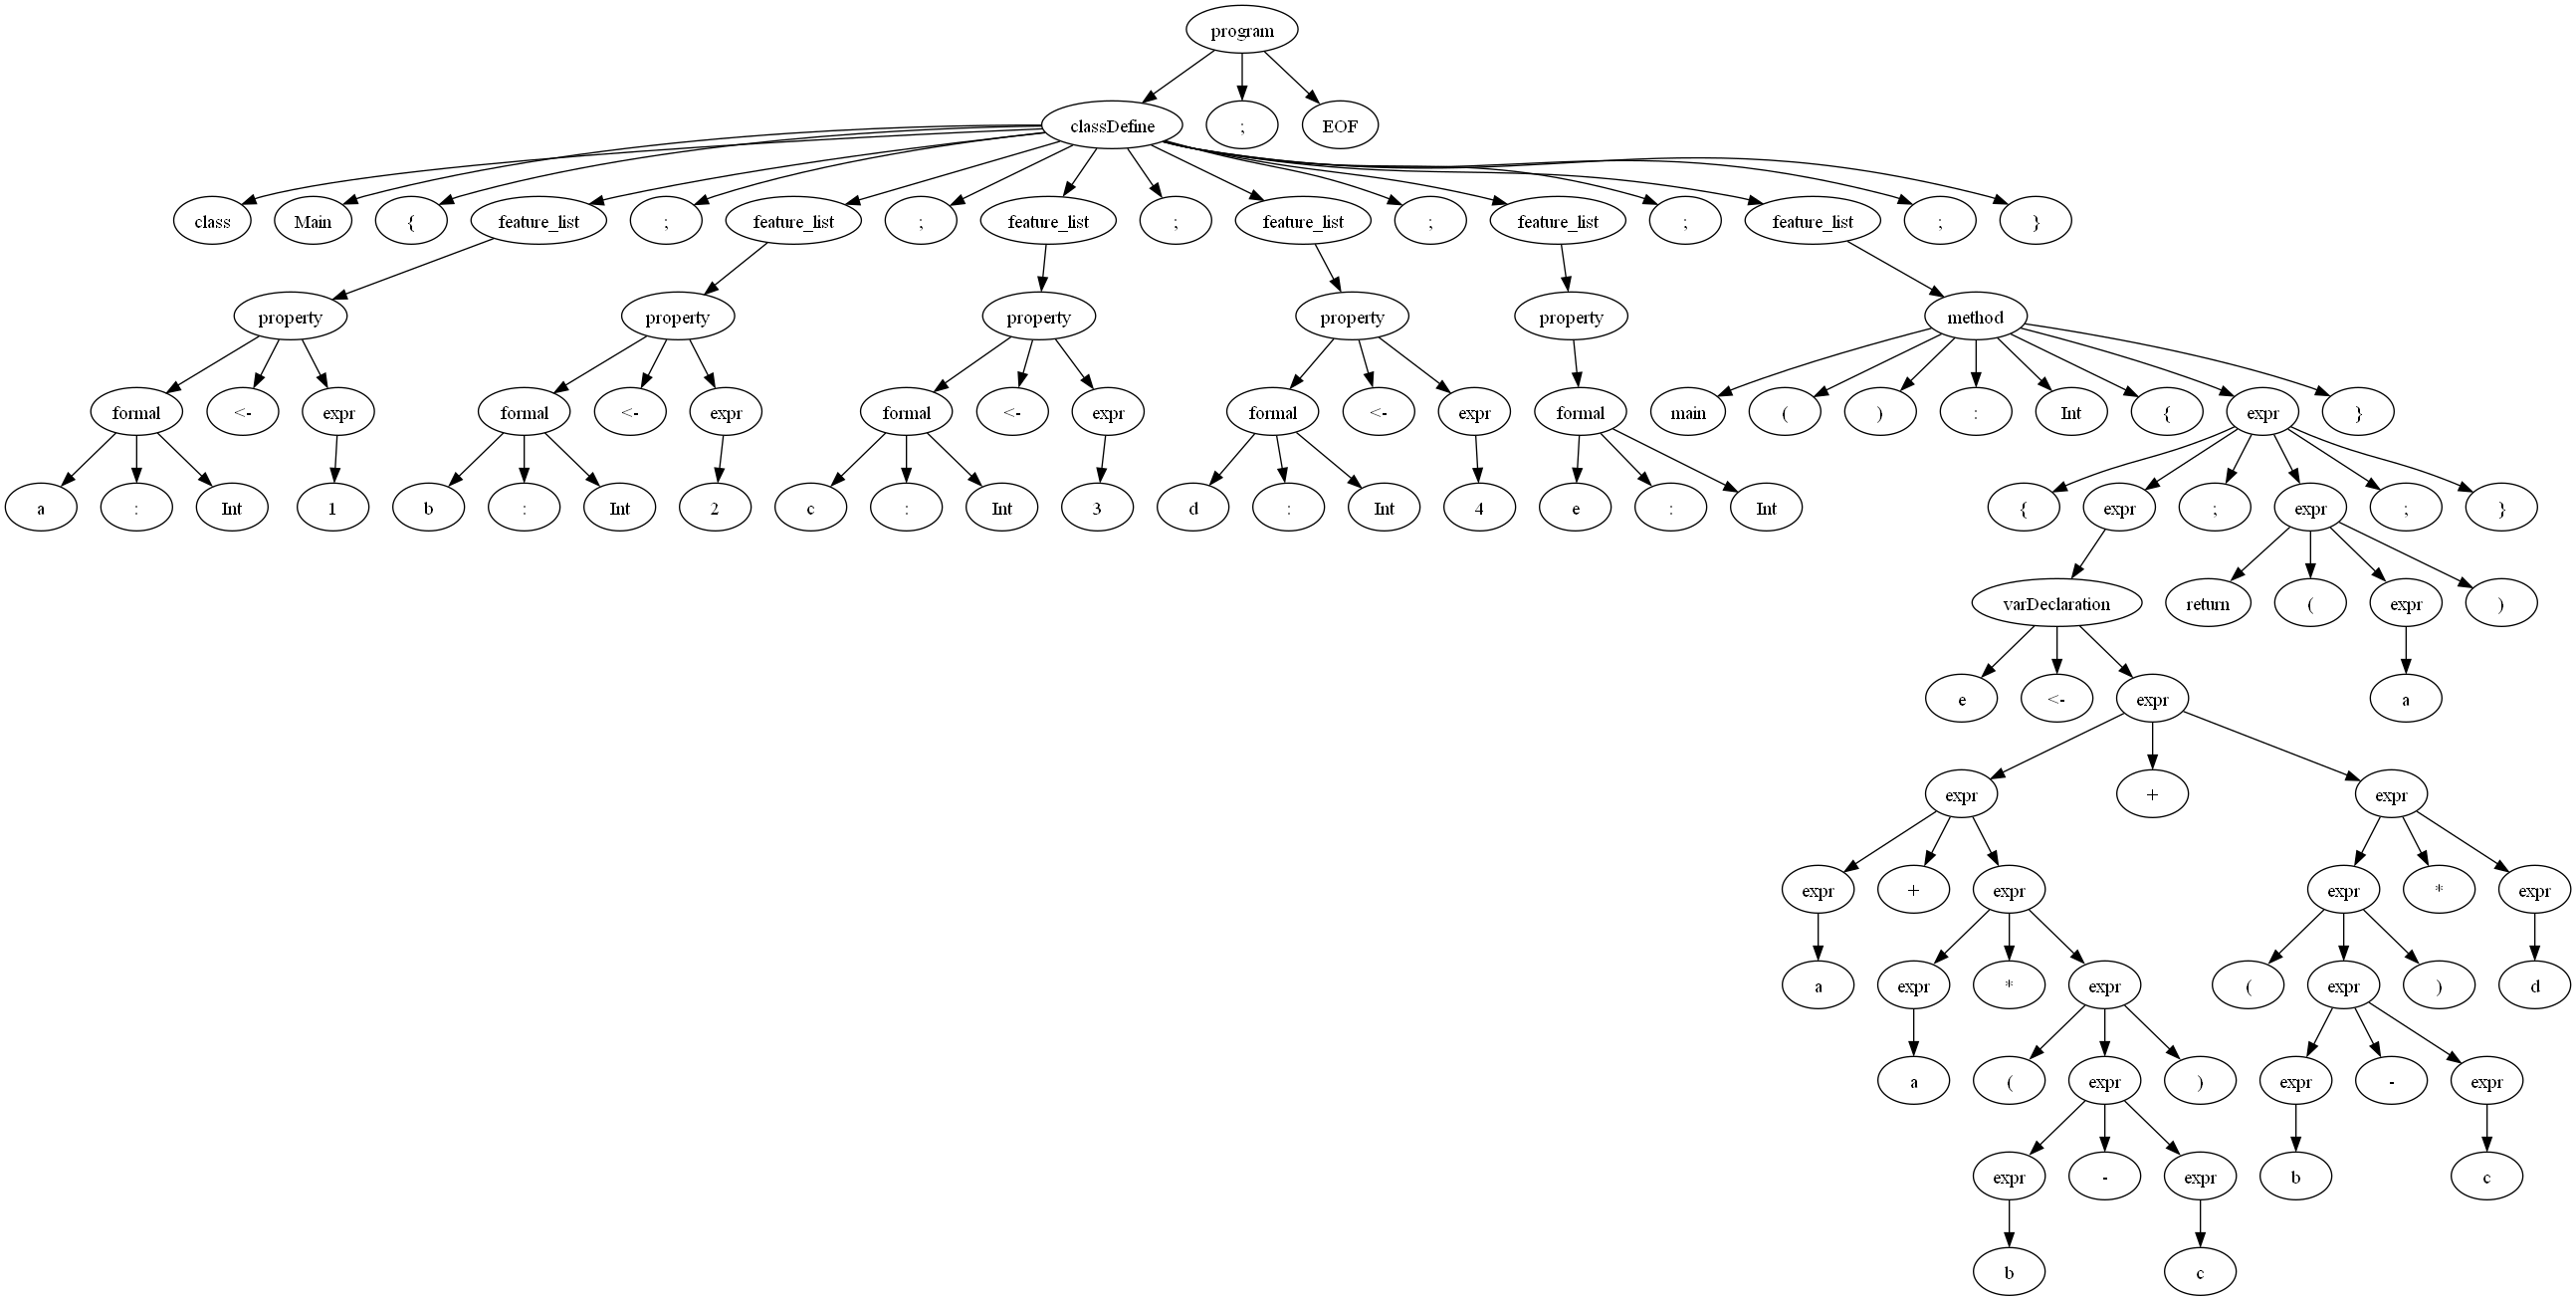 program
classDefine ; EOF
class Main { feature_list ; feature_list ; feature_list ; feature_list ; feature_list ; feature_list ; }
property property property property property method
formal <- expr formal <- expr formal <- expr formal <- expr formal main ( ) : Int { expr }
a : Int 1 b : Int 2 c : Int 3 d : Int 4 e : Int { expr ; expr ; }
varDeclaration return ( expr )
e <- expr a
expr + expr
expr + expr expr * expr
a expr * expr ( expr ) d
a ( expr ) expr - expr
expr - expr b c
b c